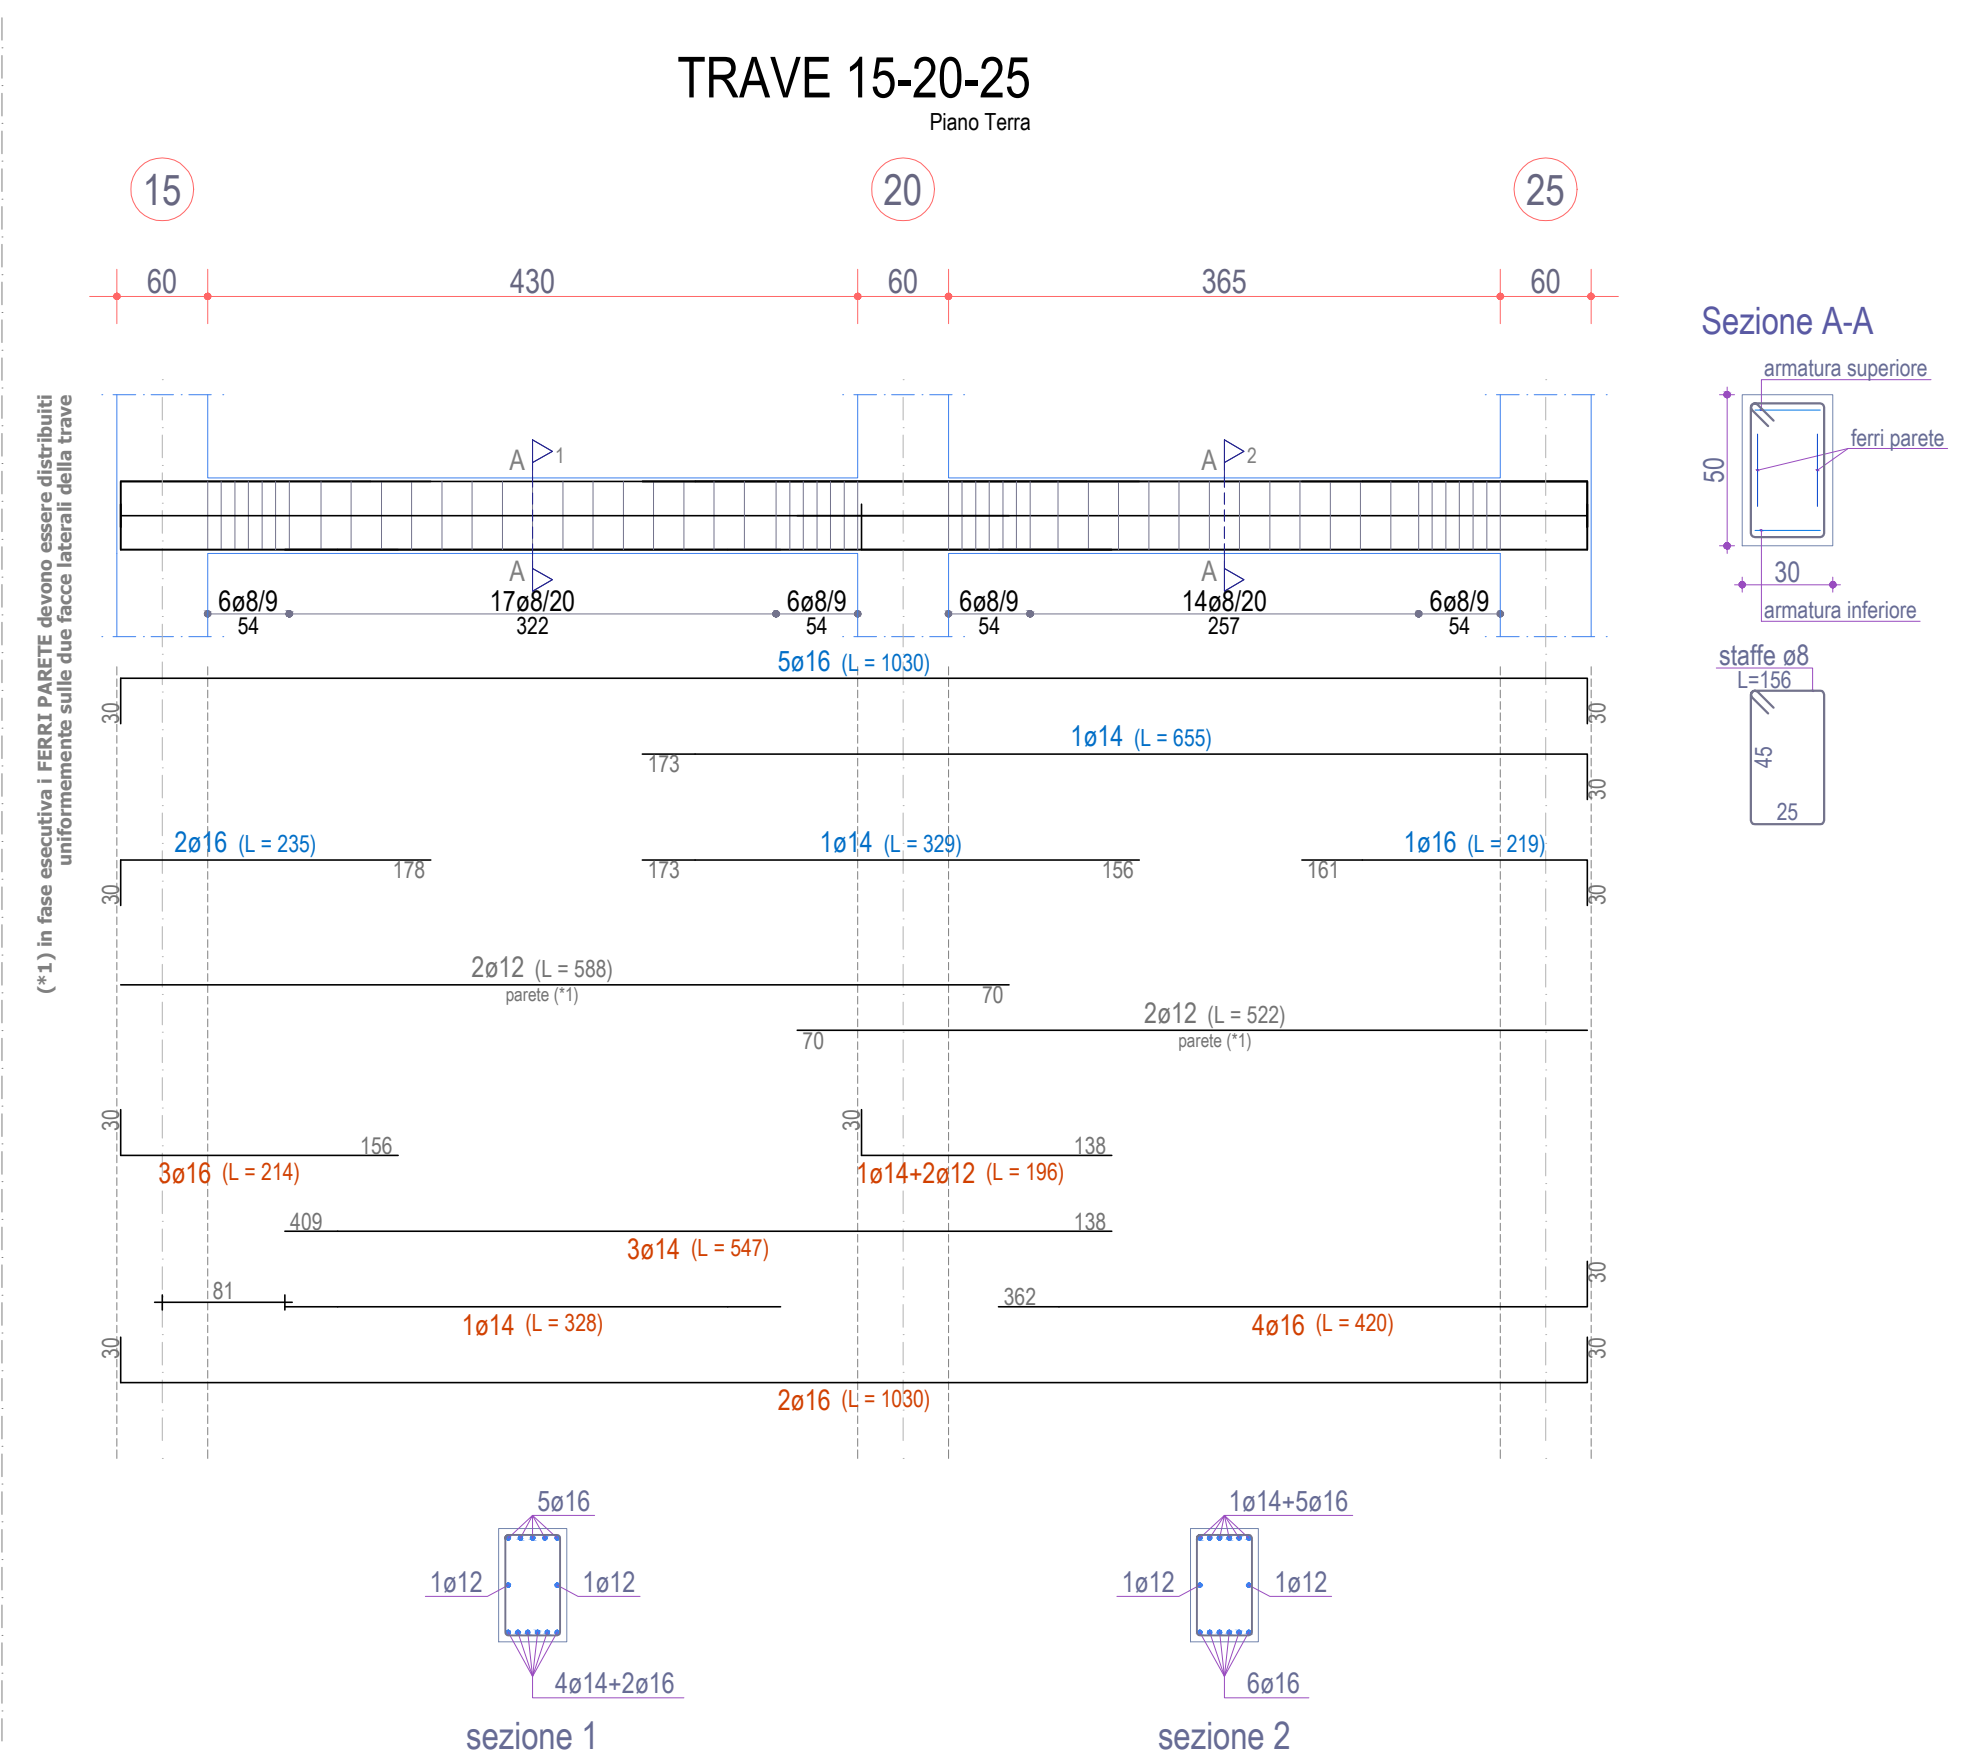 TRAVE 15-20-25
Piano Terra
15
20
25
60
430
60
365
60
Sezione A-A
armatura superiore
ferri parete
50
30
armatura inferiore
staffe ø8
L=156
45
25
(*1) in fase esecutiva i FERRI PARETE devono essere distribuiti
uniformemente sulle due facce laterali della trave
A
1
A
2
A
A
6ø8/9
17ø8/20
6ø8/9
6ø8/9
14ø8/20
6ø8/9
54
322
54
54
257
54
5ø16 (L = 1030)
30
30
1ø14 (L = 655)
173
30
2ø16 (L = 235)
1ø14 (L = 329)
1ø16 (L = 219)
178
173
156
161
30
30
2ø12 (L = 588)
parete (*1)
70
2ø12 (L = 522)
parete (*1)
70
30
30
156
138
3ø16 (L = 214)
1ø14+2ø12 (L = 196)
409
138
3ø14 (L = 547)
81
362
30
1ø14 (L = 328)
4ø16 (L = 420)
30
30
2ø16 (L = 1030)
5ø16
1ø12
1ø12
4ø14+2ø16
sezione 1
1ø14+5ø16
1ø12
1ø12
6ø16
sezione 2